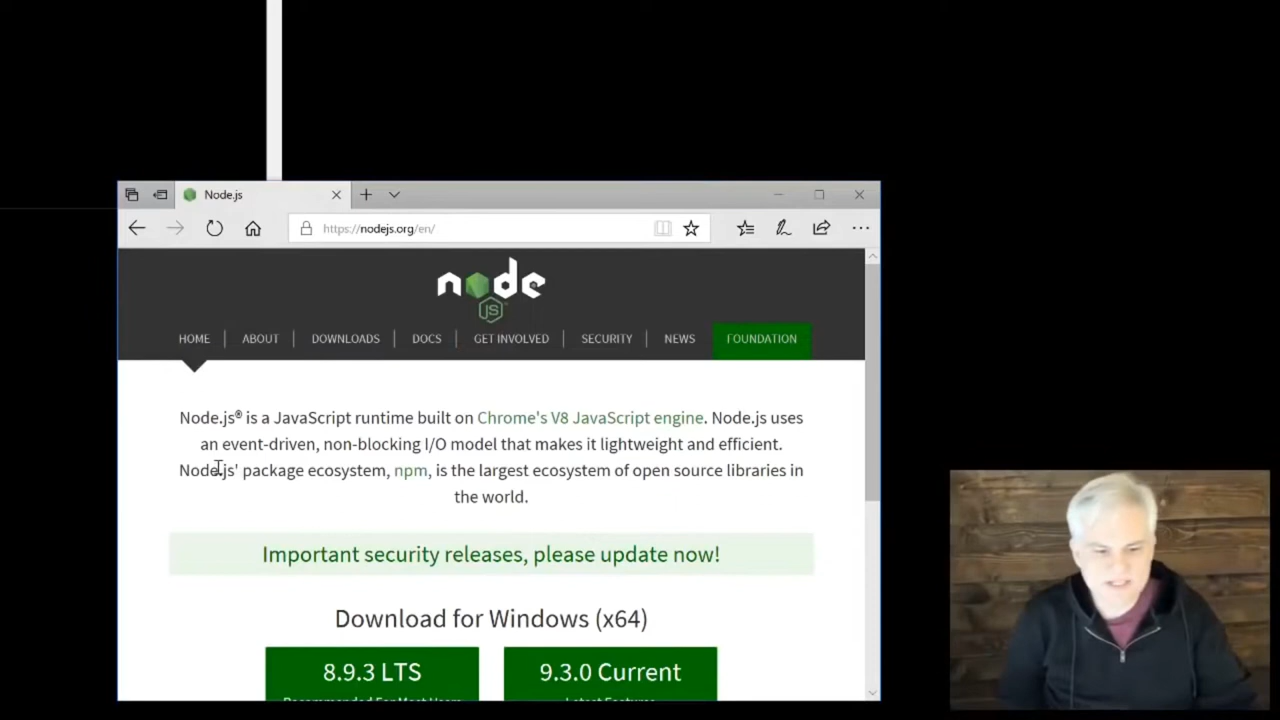 Node.js
https://nodejs.org/en/
node
JS
HOME ABOUT DOWNLOADS DOCS GET INVOLVED SECURITY NEWS FOUNDATION
Node.js® is a JavaScript runtime built on Chrome's V8 JavaScript engine. Node.js uses
an event-driven, non-blocking I/O model that makes it lightweight and efficient.
Node.js' package ecosystem, npm, is the largest ecosystem of open source libraries in
the world.
Important security releases, please update now!
Download for Windows (x64)
8.9.3 LTS 9.3.0 Current
Recommended For Most Users Latest Features